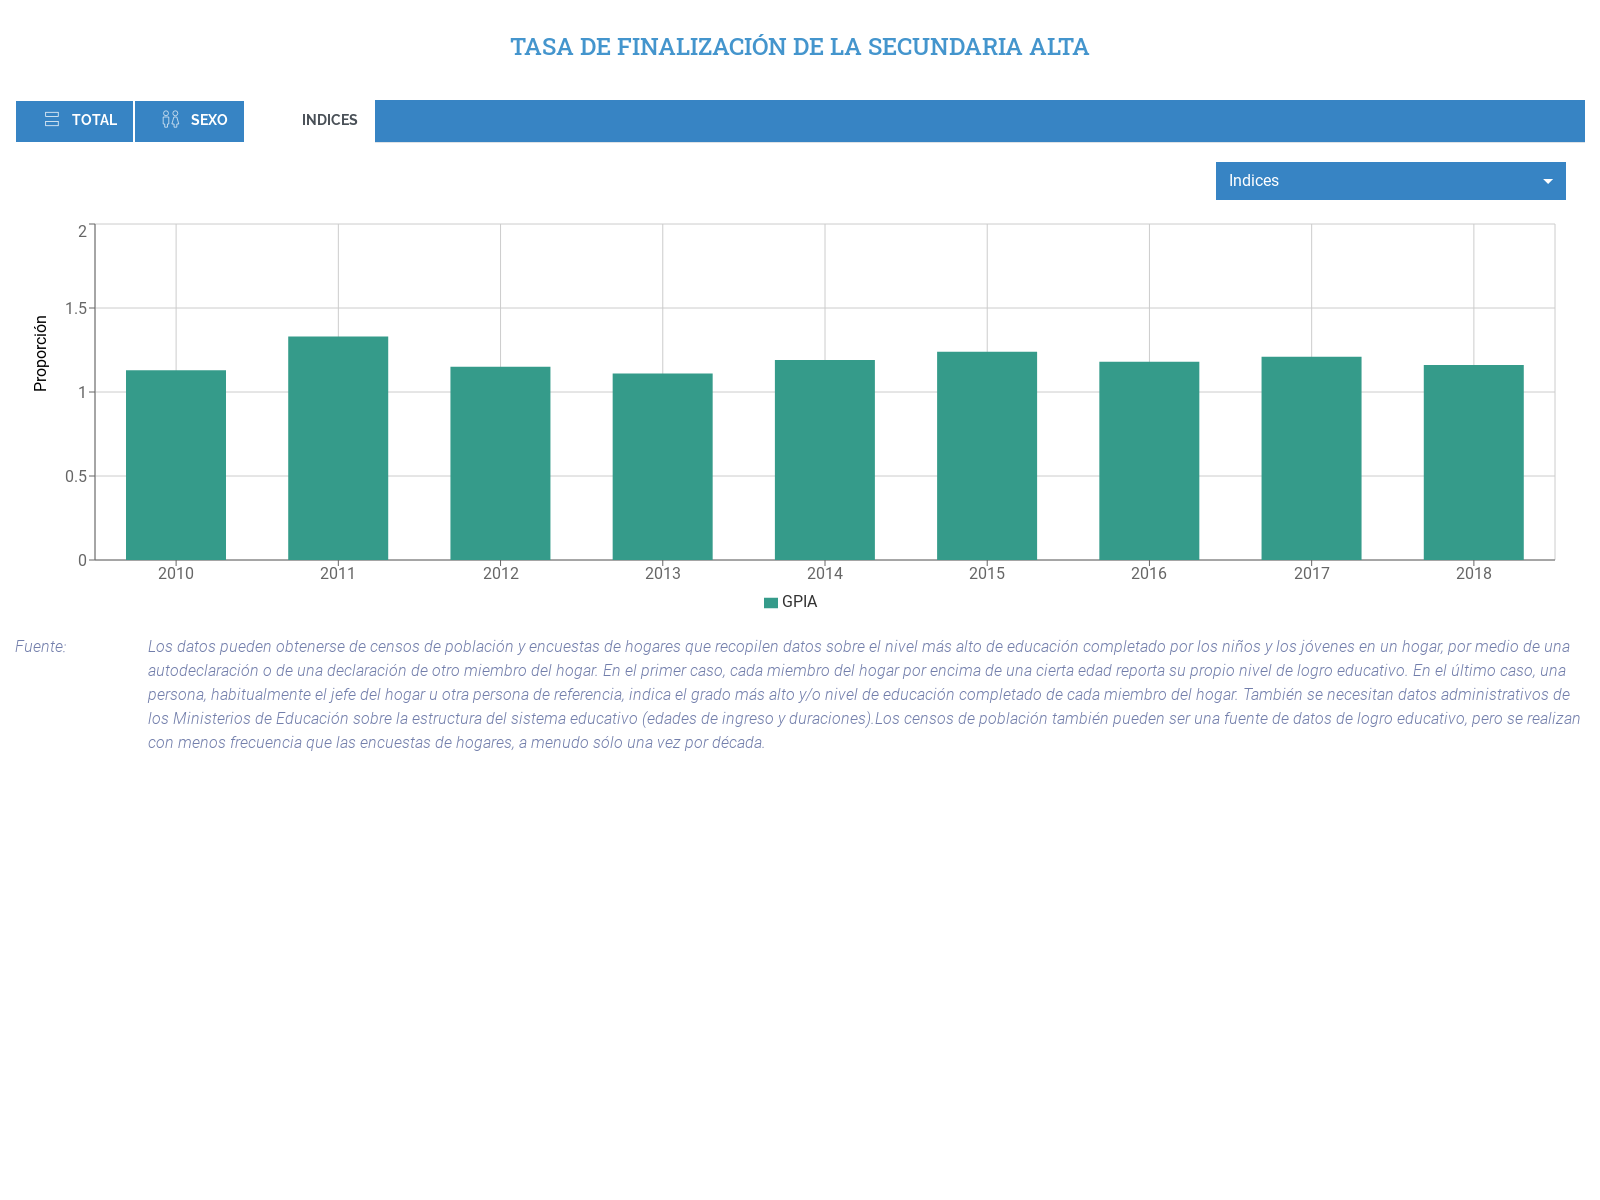 TASA DE FINALIZACIÓN DE LA SECUNDARIA ALTA
TOTAL SEXO INDICES
Indices
2
1.5
1
0.5
0
Proporción
2010 2011 2012 2013 2014 2015 2016 2017 2018
GPIA
Fuente: Los datos pueden obtenerse de censos de población y encuestas de hogares que recopilen datos sobre el nivel más alto de educación completado por los niños y los jóvenes en un hogar, por medio de una
autodeclaración o de una declaración de otro miembro del hogar. En el primer caso, cada miembro del hogar por encima de una cierta edad reporta su propio nivel de logro educativo. En el último caso, una
persona, habitualmente el jefe del hogar u otra persona de referencia, indica el grado más alto y/o nivel de educación completado de cada miembro del hogar. También se necesitan datos administrativos de
los Ministerios de Educación sobre la estructura del sistema educativo (edades de ingreso y duraciones).Los censos de población también pueden ser una fuente de datos de logro educativo, pero se realizan
con menos frecuencia que las encuestas de hogares, a menudo sólo una vez por década.